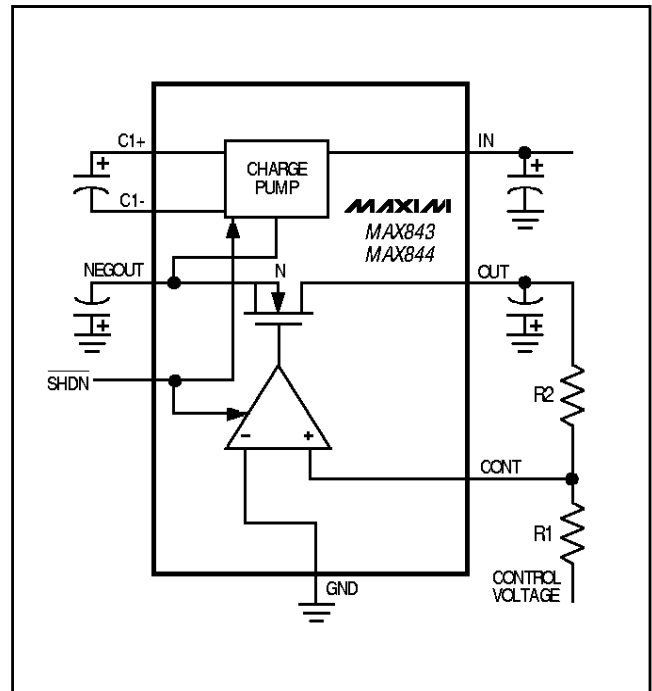 C1+
IN
+
+
CHARGE
PUMP
C1-
MAXIM
MAX843
MAX844
NEGOUT
N
OUT
+
+
SHDN
R2
-
+
CONT
R1
GND
CONTROL
VOLTAGE